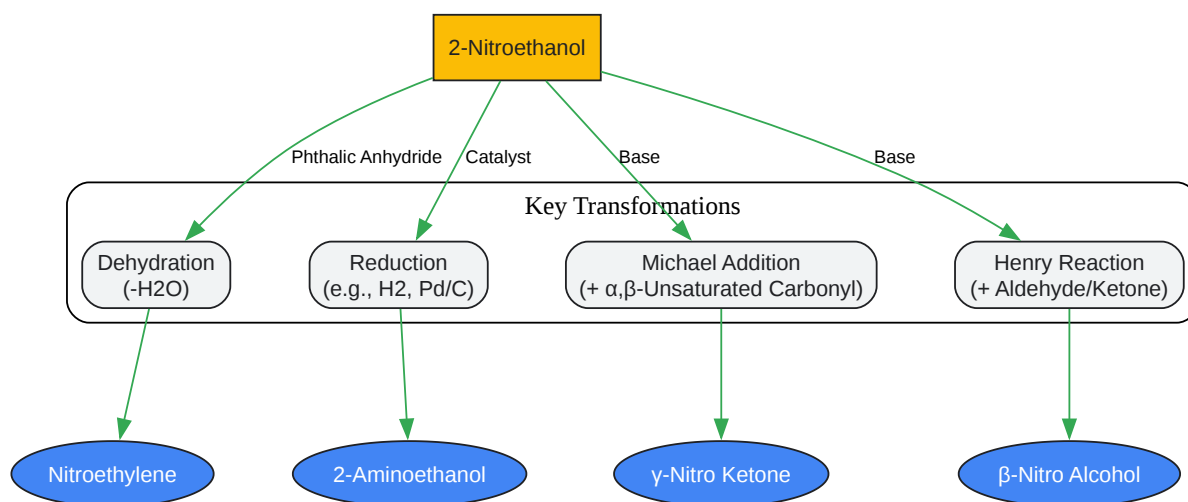 2-Nitroethanol
Phthalic Anhydride
Catalyst
Base
Base
Key Transformations
Dehydration
(-H2O)
Reduction
(e.g., H2, Pd/C)
Michael Addition
(+ α,β-Unsaturated Carbonyl)
Henry Reaction
(+ Aldehyde/Ketone)
Nitroethylene
2-Aminoethanol
γ-Nitro Ketone
β-Nitro Alcohol